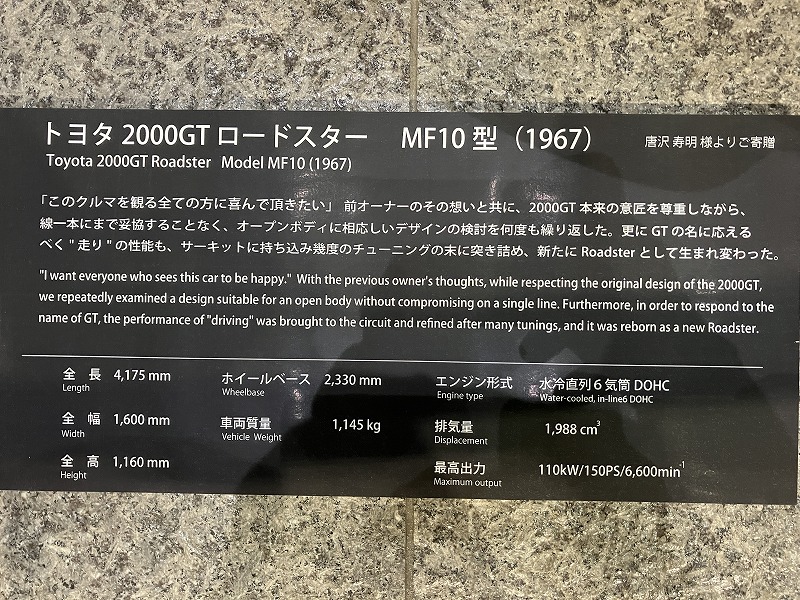 トヨタ 2000GT ロードスター　MF10 型（1967）　唐沢 寿明 様よりご寄贈
Toyota 2000GT Roadster Model MF10 (1967)
「このクルマを観る全ての方に喜んで頂きたい」 前オーナーのその想いと共に、2000GT 本来の意匠を尊重しながら、
線一本にまで妥協することなく、オープンボディに相応しいデザインの検討を何度も繰り返した。更に GT の名に応える
べく " 走り " の性能も、サーキットに持ち込み幾度のチューニングの末に突き詰め、新たに Roadster として生まれ変わった。
"I want everyone who sees this car to be happy." With the previous owner's thoughts, while respecting the original design of the 2000GT,
we repeatedly examined a design suitable for an open body without compromising on a single line. Furthermore, in order to respond to the
name of GT, the performance of "driving" was brought to the circuit and refined after many tunings, and it was reborn as a new Roadster.
全 長 4,175 mm ホイールベース 2,330 mm エンジン形式 水冷直列 6 気筒 DOHC
Length Wheelbase Engine type Water-cooled, in-line6 DOHC
全 幅 1,600 mm 車両質量 1,145 kg 排気量 1,988 cm³
Width Vehicle Weight Displacement
全 高 1,160 mm 最高出力 110kW/150PS/6,600min⁻¹
Height Maximum output